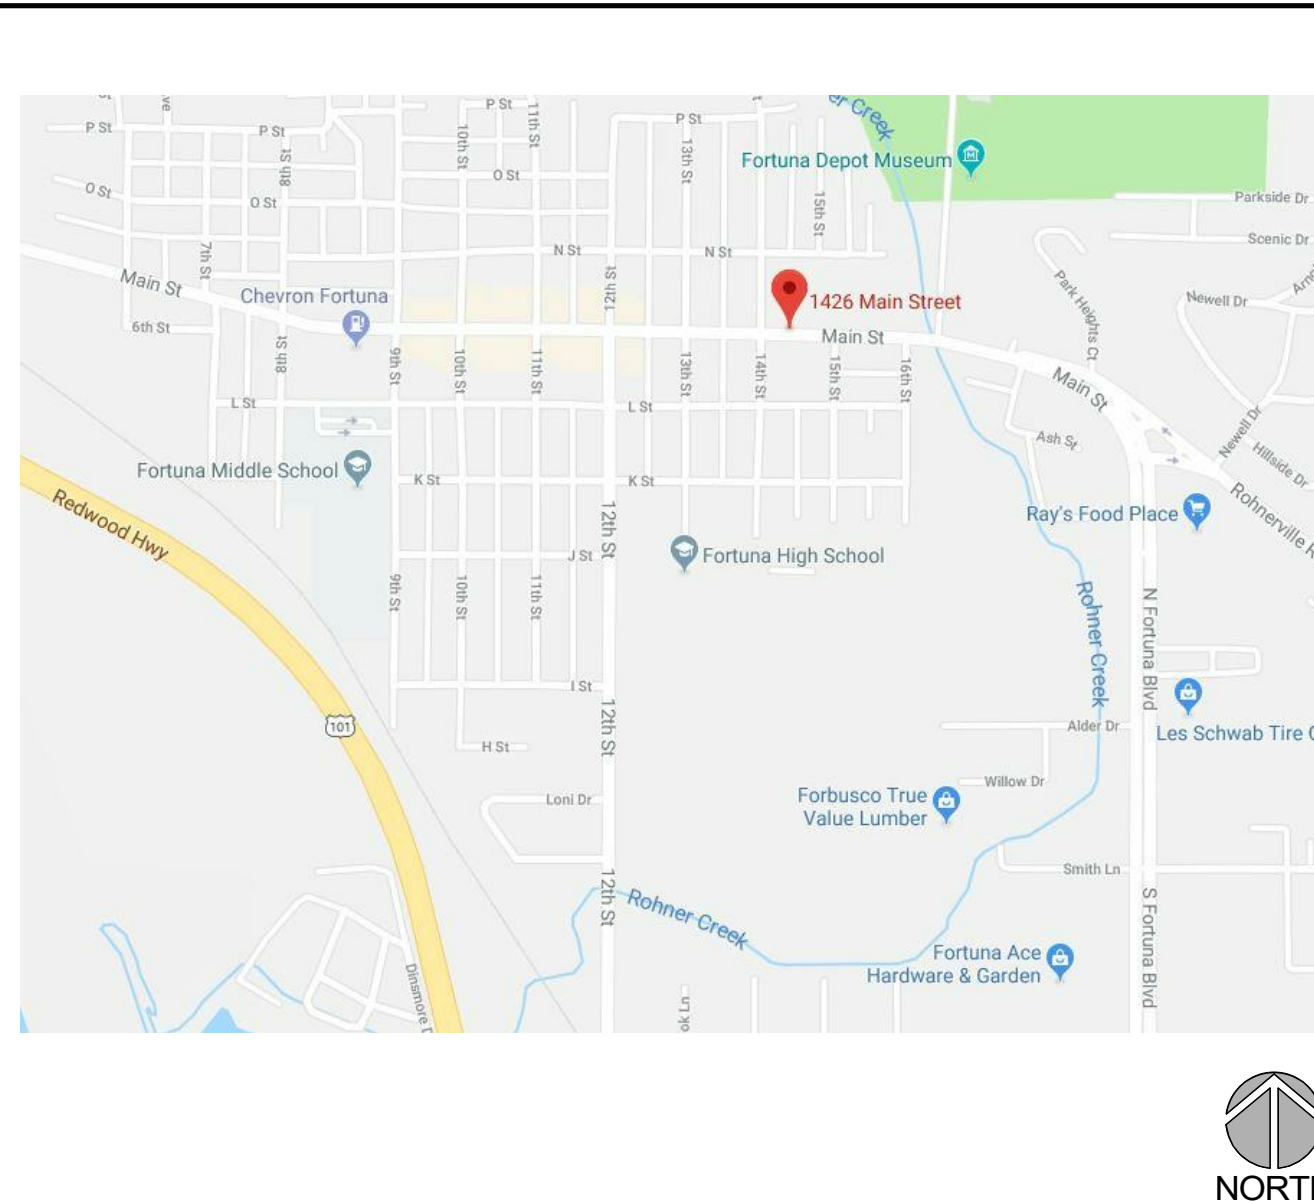 er Creek
P St
11th St
P St
P St
P St
10th St
13th St
8th St
Fortuna Depot Museum
O St
O St
O St
15th St
Parkside Dr
Scenic Dr
7th St
N St
N St
Main St
12th St
Park Heights Ct
Newell Dr
Chevron Fortuna
1426 Main Street
6th St
Main St
8th St
9th St
10th St
11th St
13th St
14th St
15th St
16th St
Main St
L St
L St
Newell Dr
Ash St
Hillside Dr
Fortuna Middle School
K St
K St
Redwood Hwy
Rohnerville R
Ray's Food Place
12th St
J St
Fortuna High School
9th St
10th St
11th St
Rohner Creek
N Fortuna Blvd
I St
12th St
101
Alder Dr
Les Schwab Tire C
H St
Willow Dr
Loni Dr
Forbusco True
Value Lumber
Smith Ln
12th St
Rohner Creek
S Fortuna Blvd
Fortuna Ace
Hardware & Garden
Dinsmore D
ok Ln
NORTH